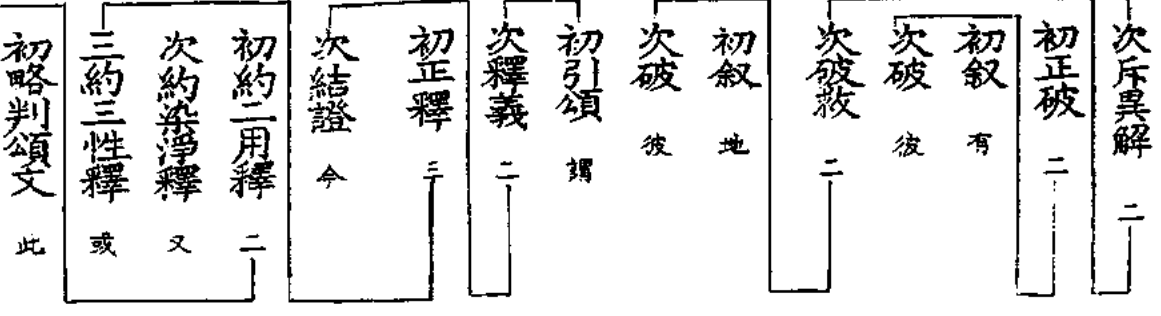 次斥異解 二
初正破 二
初叙 有
次破 彼
次破救 二
初叙 地
次破 彼
初引頌 謂
次釋義 二
初正釋 三
次結證 今
初約二用釋 二
次約染淨釋 又
三約三性釋 或
初略判頌文 此